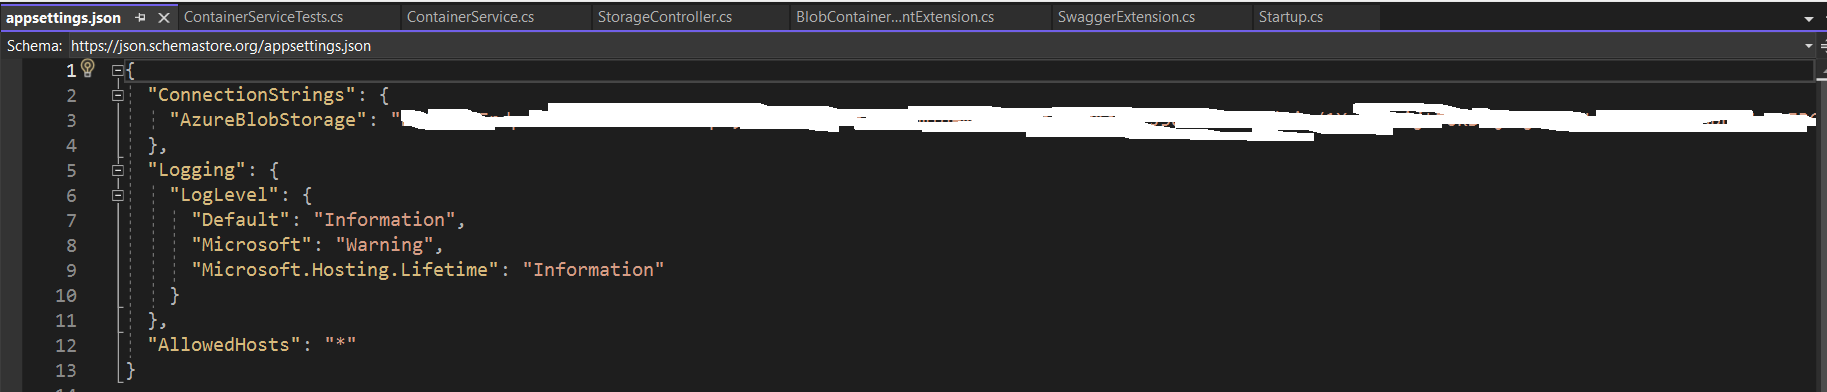 appsettings.json ContainerServiceTests.cs ContainerService.cs StorageController.cs BlobContainer...ntExtension.cs SwaggerExtension.cs Startup.cs
Schema: https://json.schemastore.org/appsettings.json
1 {
2 "ConnectionStrings": {
3 "AzureBlobStorage": "
4 },
5 "Logging": {
6 "LogLevel": {
7 "Default": "Information",
8 "Microsoft": "Warning",
9 "Microsoft.Hosting.Lifetime": "Information"
10 }
11 },
12 "AllowedHosts": "*"
13 }